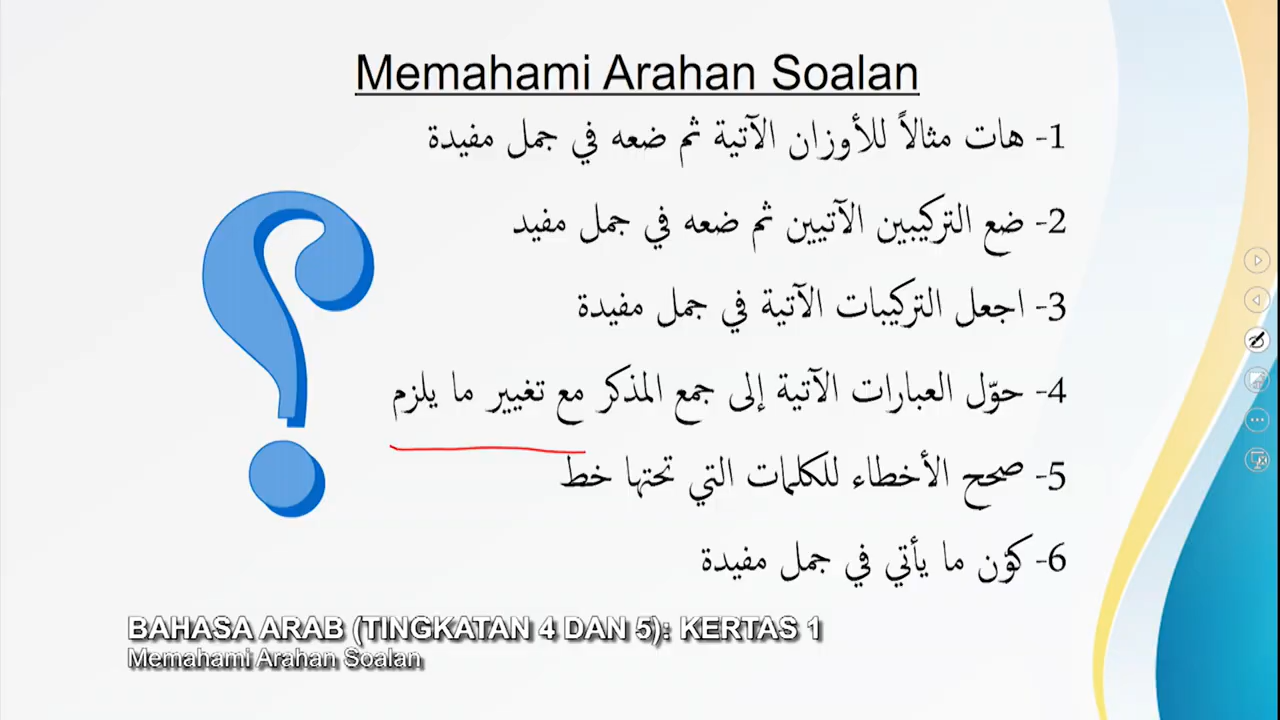 Memahami Arahan Soalan
1- هات مثالاً للأوزان الآتية ثم ضعه في جمل مفيدة
2- ضع التركيبين الآتيين ثم ضعه في جمل مفيد
3- اجعل التركيبات الآتية في جمل مفيدة
4- حوّل العبارات الآتية إلى جمع المذكر مع تغيير ما يلزم
5- صحح الأخطاء للكلمات التي تحتها خط
6- كوّن ما يأتي في جمل مفيدة
BAHASA ARAB (TINGKATAN 4 DAN 5): KERTAS 1
Memahami Arahan Soalan